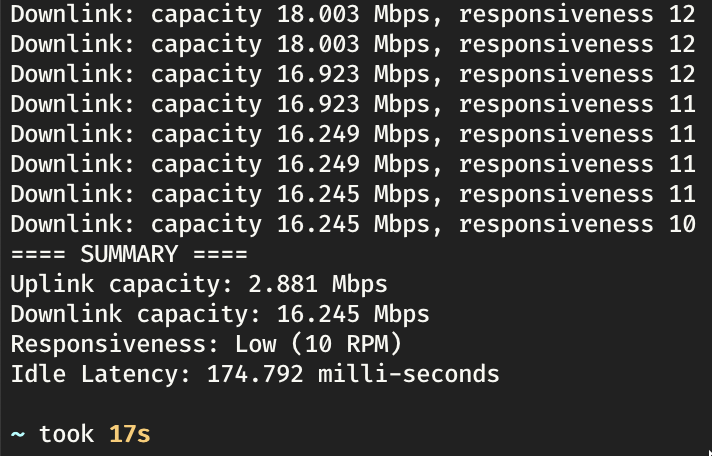 Downlink: capacity 18.003 Mbps, responsiveness 12
Downlink: capacity 18.003 Mbps, responsiveness 12
Downlink: capacity 16.923 Mbps, responsiveness 12
Downlink: capacity 16.923 Mbps, responsiveness 11
Downlink: capacity 16.249 Mbps, responsiveness 11
Downlink: capacity 16.249 Mbps, responsiveness 11
Downlink: capacity 16.245 Mbps, responsiveness 11
Downlink: capacity 16.245 Mbps, responsiveness 10
==== SUMMARY ====
Uplink capacity: 2.881 Mbps
Downlink capacity: 16.245 Mbps
Responsiveness: Low (10 RPM)
Idle Latency: 174.792 milli-seconds
~ took 17s